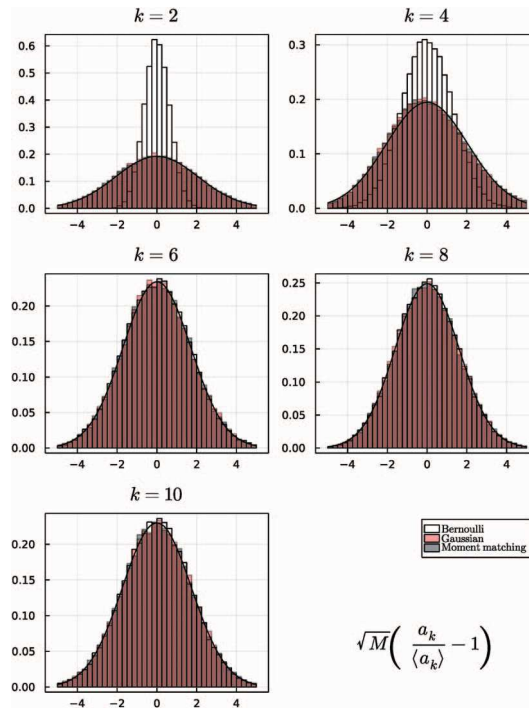 k = 2
k = 4
0.6
0.5
0.4
0.3
0.2
0.1
0.0
−4 −2 0 2 4
0.3
0.2
0.1
0.0
−4 −2 0 2 4
k = 6
k = 8
0.20
0.15
0.10
0.05
0.00
−4 −2 0 2 4
0.25
0.20
0.15
0.10
0.05
0.00
−4 −2 0 2 4
k = 10
0.20
0.15
0.10
0.05
0.00
−4 −2 0 2 4
Bernoulli
Gaussian
Moment matching
√M( a_k / ⟨a_k⟩ − 1 )